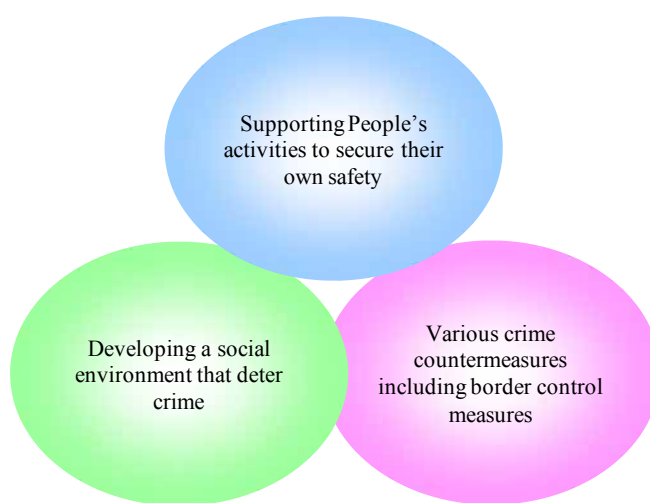 Supporting People’s
activities to secure their
own safety
Developing a social
environment that deter
crime
Various crime
countermeasures
including border control
measures